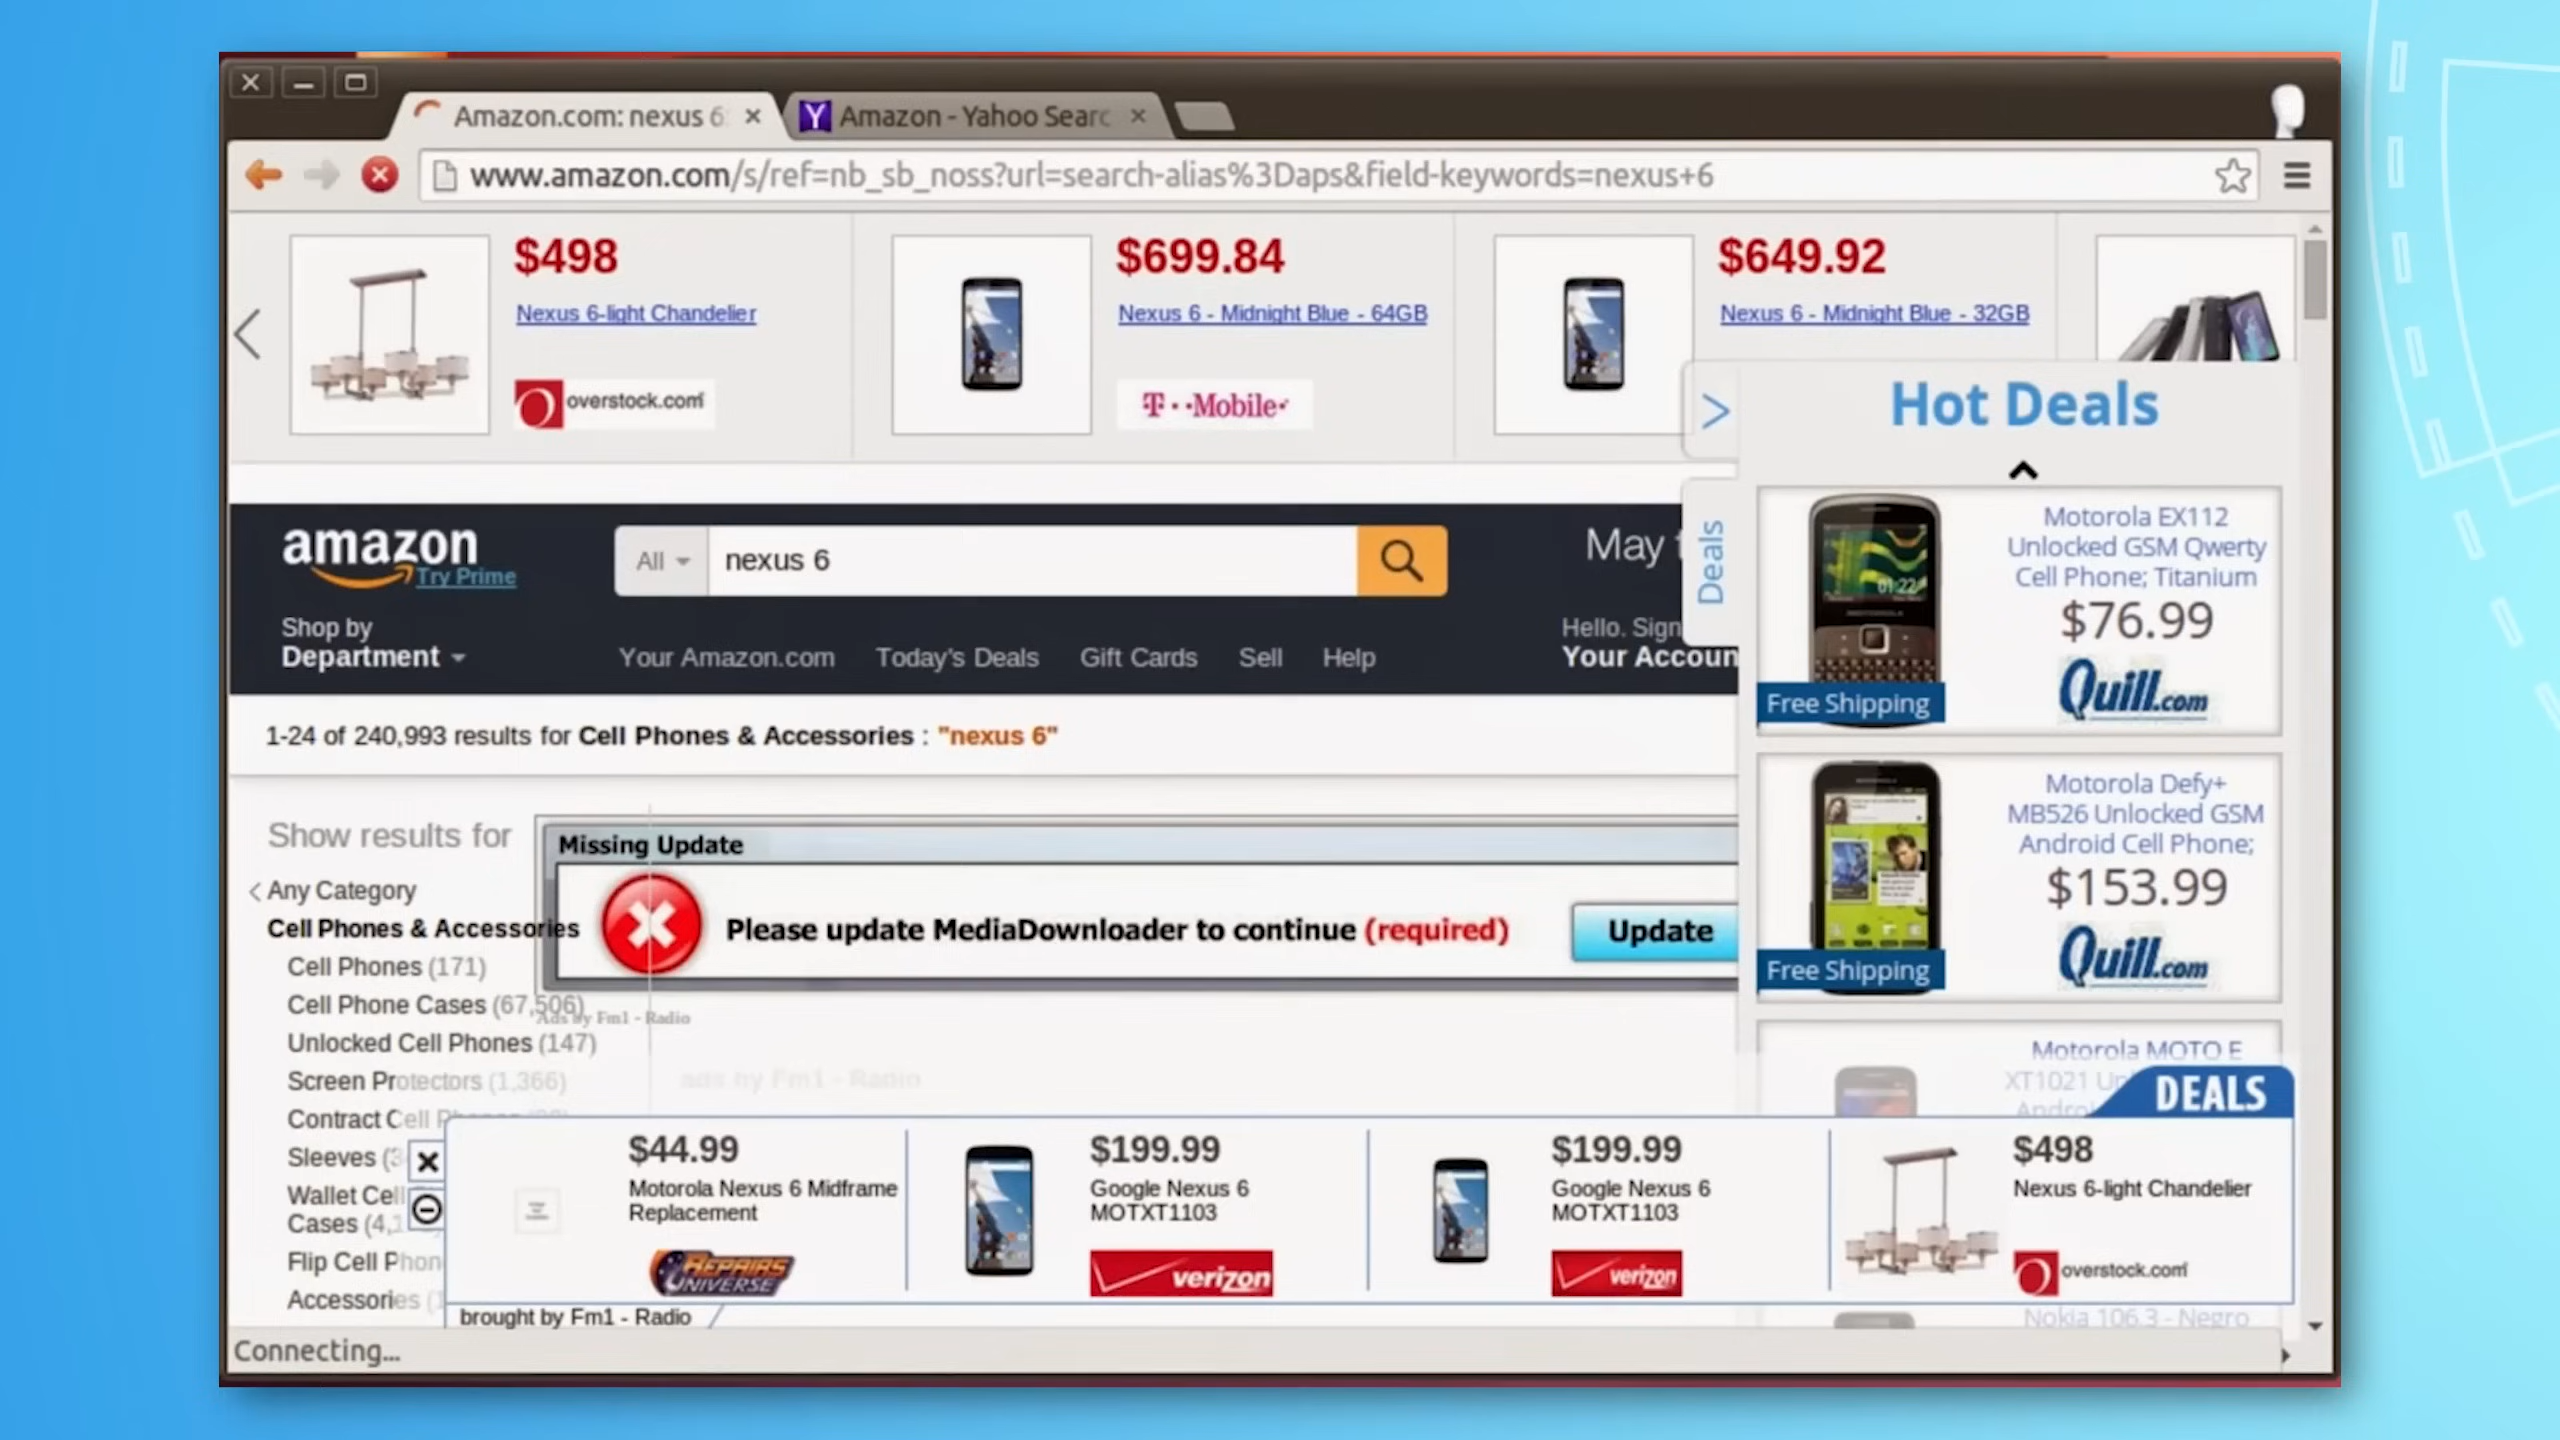 Amazon.com: nexus 6
Amazon - Yahoo Searc
www.amazon.com/s/ref=nb_sb_noss?url=search-alias%3Daps&field-keywords=nexus+6
$498
Nexus 6-light Chandelier
overstock.com
$699.84
Nexus 6 - Midnight Blue - 64GB
T··Mobile·
$649.92
Nexus 6 - Midnight Blue - 32GB
Hot Deals
Deals
Motorola EX112
Unlocked GSM Qwerty
Cell Phone; Titanium
$76.99
Quill.com
01:22
Free Shipping
Motorola Defy+
MB526 Unlocked GSM
Android Cell Phone;
$153.99
Quill.com
Free Shipping
Motorola MOTO E
XT1021
amazon
Try Prime
All
nexus 6
May
Shop by
Department
Your Amazon.com Today's Deals Gift Cards Sell Help
Hello. Sign
Your Accoun
1-24 of 240,993 results for Cell Phones & Accessories : "nexus 6"
Show results for
Any Category
Cell Phones & Accessories
Cell Phones (171)
Cell Phone Cases (67,506)
Unlocked Cell Phones (147)
Screen Protectors (1,366)
Contract Cell
Sleeves
Wallet Cell
Cases (4,
Flip Cell Phon
Accessories
Missing Update
Please update MediaDownloader to continue (required)
Update
Ads by Fm1 - Radio
ads by Fm1 - Radio
DEALS
$44.99
Motorola Nexus 6 Midframe
Replacement
REPAIRS
UNIVERSE
$199.99
Google Nexus 6
MOTXT1103
verizon
$199.99
Google Nexus 6
MOTXT1103
verizon
$498
Nexus 6-light Chandelier
overstock.com
brought by Fm1 - Radio
Nokia 106.3 - Negro
Connecting...